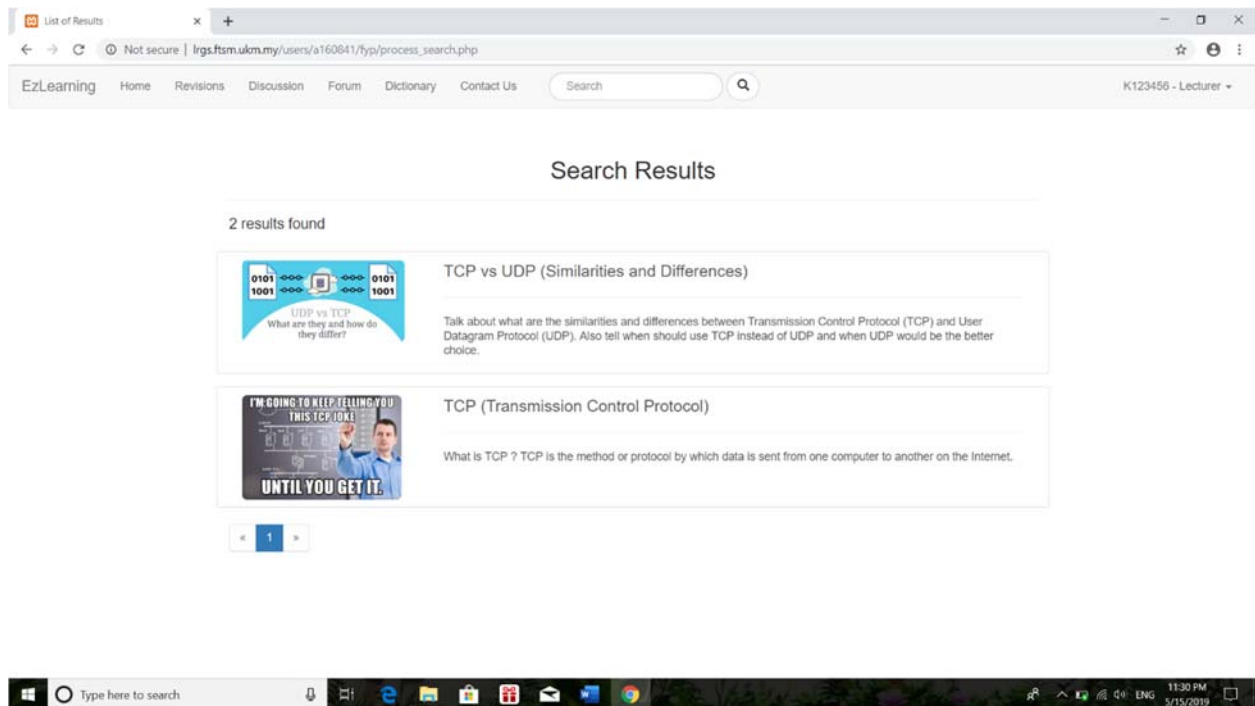 List of Results
Not secure | lrgs.ftsm.ukm.my/users/a160841/fyp/process_search.php
EzLearning Home Revisions Discussion Forum Dictionary Contact Us Search K123456 - Lecturer
Search Results
2 results found
0101 0101
1001 1001
UDP vs TCP
What are they and how do
they differ?
TCP vs UDP (Similarities and Differences)
Talk about what are the similarities and differences between Transmission Control Protocol (TCP) and User
Datagram Protocol (UDP). Also tell when should use TCP instead of UDP and when UDP would be the better
choice.
I'M GOING TO KEEP TELLING YOU
THIS TCP JOKE
UNTIL YOU GET IT.
TCP (Transmission Control Protocol)
What is TCP ? TCP is the method or protocol by which data is sent from one computer to another on the Internet.
« 1 »
Type here to search ENG 11:30 PM
5/15/2019